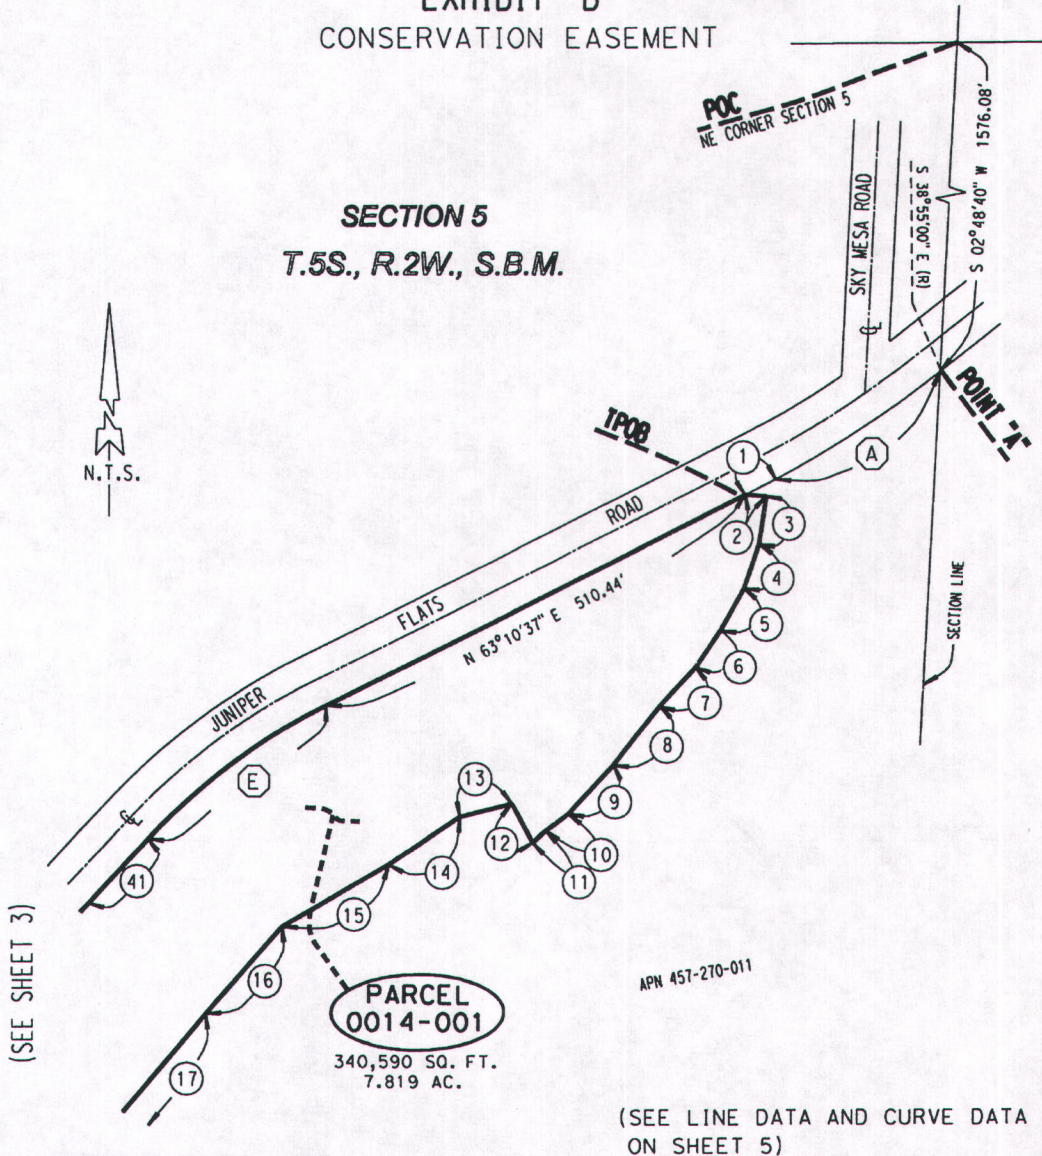 CONSERVATION EASEMENT
POC
NE CORNER SECTION 5
S 02°48'40" W 1576.08'
SKY MESA ROAD
S 38°55'00" E (R)
SECTION 5
T.5S., R.2W., S.B.M.
℄
POINT "A"
N.T.S.
TPOB
1
A
2
3
JUNIPER FLATS ROAD
N 63°10'37" E 510.44'
SECTION LINE
4
5
6
7
8
9
10
11
12
13
14
15
16
17
E
℄
41
(SEE SHEET 3)
APN 457-270-011
PARCEL
0014-001
340,590 SQ. FT.
7.819 AC.
(SEE LINE DATA AND CURVE DATA
ON SHEET 5)